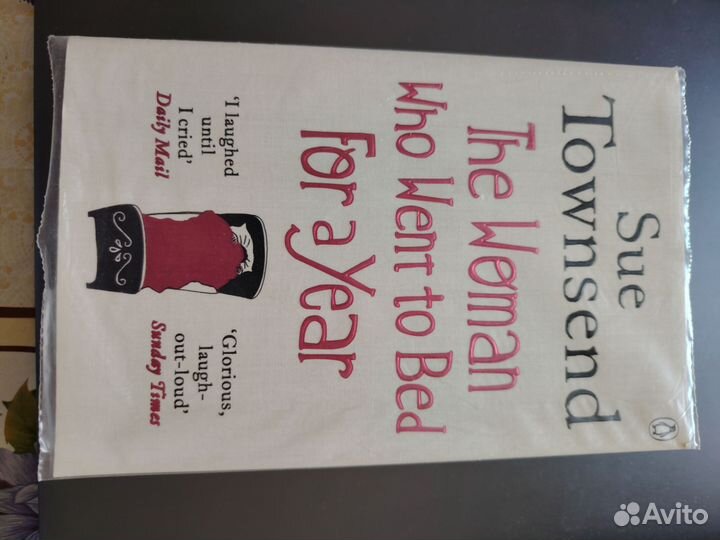 Sue
Townsend
The Woman
Who Went to Bed
For a Year
'I laughed
until
I cried'
Daily Mail
'Glorious,
laugh-
out-loud'
Sunday Times
Avito